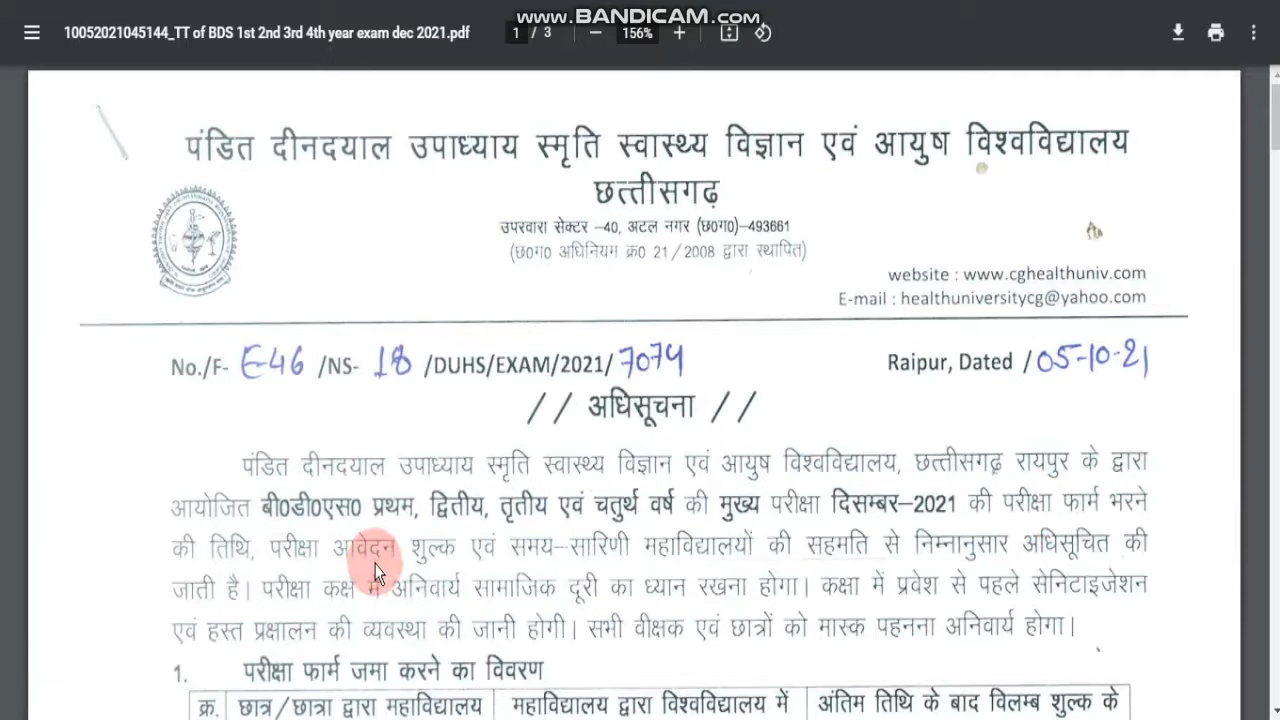 www.BANDICAM.com
10052021045144_TT of BDS 1st 2nd 3rd 4th year exam dec 2021.pdf 1 / 3 156%
पंडित दीनदयाल उपाध्याय स्मृति स्वास्थ्य विज्ञान एवं आयुष विश्वविद्यालय
छत्तीसगढ़
उपरवारा सेक्टर –40, अटल नगर (छ0ग0)–493661
(छ0ग0 अधिनियम क्र0 21/2008 द्वारा स्थापित)
website : www.cghealthuniv.com
E-mail : healthuniversitycg@yahoo.com
No./F- E-46 /NS- 18 /DUHS/EXAM/2021/ 7074 Raipur, Dated / 05-10-21
// अधिसूचना //
पंडित दीनदयाल उपाध्याय स्मृति स्वास्थ्य विज्ञान एवं आयुष विश्वविद्यालय, छत्तीसगढ़ रायपुर के द्वारा
आयोजित बी0डी0एस0 प्रथम, द्वितीय, तृतीय एवं चतुर्थ वर्ष की मुख्य परीक्षा दिसम्बर–2021 की परीक्षा फार्म भरने
की तिथि, परीक्षा आवेदन शुल्क एवं समय–सारिणी महाविद्यालयों की सहमति से निम्नानुसार अधिसूचित की
जाती है। परीक्षा कक्ष में अनिवार्य सामाजिक दूरी का ध्यान रखना होगा। कक्षा में प्रवेश से पहले सेनिटाइजेशन
एवं हस्त प्रक्षालन की व्यवस्था की जानी होगी। सभी वीक्षक एवं छात्रों को मास्क पहनना अनिवार्य होगा।
1. परीक्षा फार्म जमा करने का विवरण
क्र. छात्र/छात्रा द्वारा महाविद्यालय महाविद्यालय द्वारा विश्वविद्यालय में अंतिम तिथि के बाद विलम्ब शुल्क के